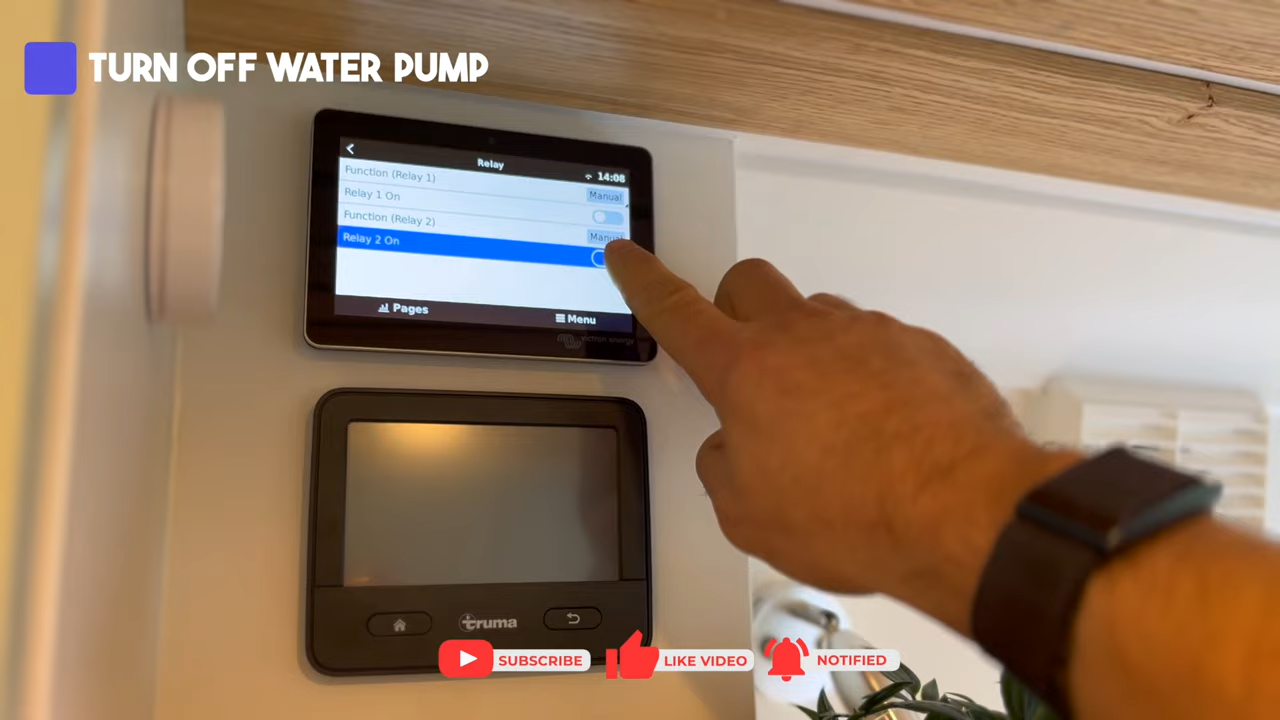 TURN OFF WATER PUMP
Relay
14:08
Function (Relay 1)
Manual
Relay 1 On
Function (Relay 2)
Relay 2 On
Pages
Menu
victron energy
truma
SUBSCRIBE
LIKE VIDEO
NOTIFIED